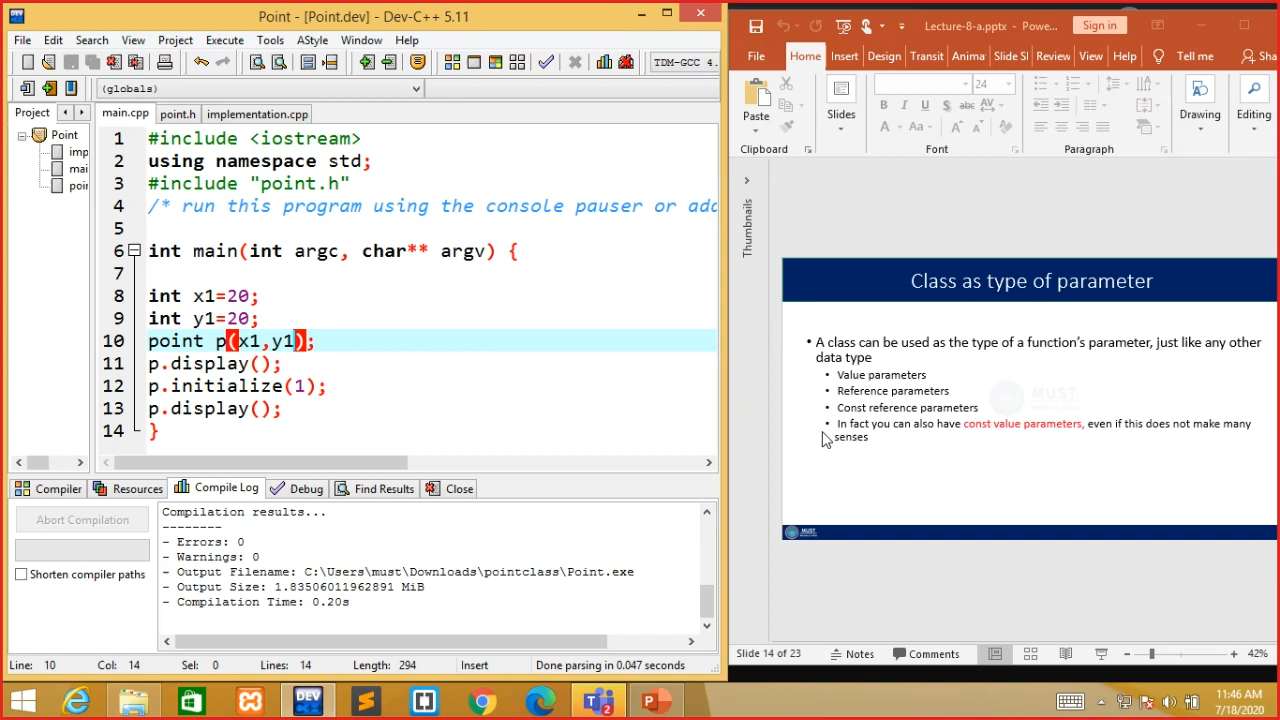 Point - [Point.dev] - Dev-C++ 5.11
File Edit Search View Project Execute Tools AStyle Window Help
TDM-GCC 4.
(globals)
Project
main.cpp point.h implementation.cpp
Point
imp
mai
poir
1 #include <iostream>
2 using namespace std;
3 #include "point.h"
4 /* run this program using the console pauser or add
5
6 int main(int argc, char** argv) {
7
8 int x1=20;
9 int y1=20;
10 point p(x1,y1);
11 p.display();
12 p.initialize(1);
13 p.display();
14 }
Compiler Resources Compile Log Debug Find Results Close
Abort Compilation
Shorten compiler paths
Compilation results...
--------
- Errors: 0
- Warnings: 0
- Output Filename: C:\Users\must\Downloads\pointclass\Point.exe
- Output Size: 1.83506011962891 MiB
- Compilation Time: 0.20s
Line: 10 Col: 14 Sel: 0 Lines: 14 Length: 294 Insert Done parsing in 0.047 seconds
Lecture-8-a.pptx - Powe...
Sign in
File Home Insert Design Transit Anima Slide Sl Review View Help Tell me Sha
24
B I U S abc AV
A Aa A A
Paste
Slides
Drawing
Editing
Clipboard Font Paragraph
Thumbnails
Class as type of parameter
• A class can be used as the type of a function's parameter, just like any other
data type
• Value parameters
• Reference parameters
• Const reference parameters
• In fact you can also have const value parameters, even if this does not make many
senses
MUST
MUST
Slide 14 of 23 Notes Comments 42%
DEV
11:46 AM
7/18/2020